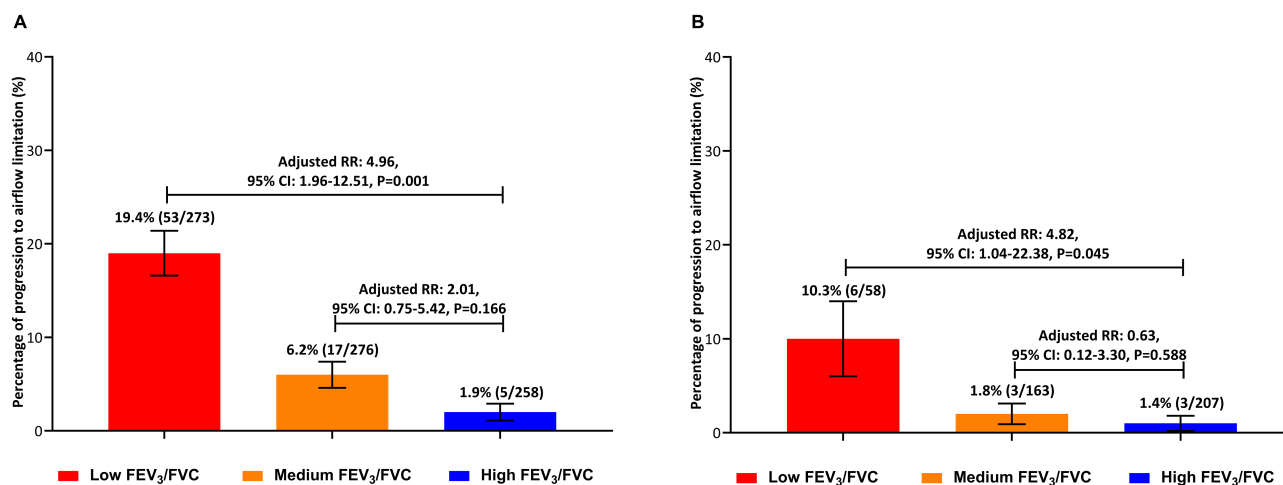 A
Percentage of progression to airflow limitation (%)
40
30
20
10
0
Adjusted RR: 4.96,
95% CI: 1.96-12.51, P=0.001
19.4% (53/273)
Adjusted RR: 2.01,
95% CI: 0.75-5.42, P=0.166
6.2% (17/276)
1.9% (5/258)
Low FEV₃/FVC
Medium FEV₃/FVC
High FEV₃/FVC
B
Percentage of progression to airflow limitation (%)
40
30
20
10
0
Adjusted RR: 4.82,
95% CI: 1.04-22.38, P=0.045
10.3% (6/58)
Adjusted RR: 0.63,
95% CI: 0.12-3.30, P=0.588
1.8% (3/163)
1.4% (3/207)
Low FEV₃/FVC
Medium FEV₃/FVC
High FEV₃/FVC